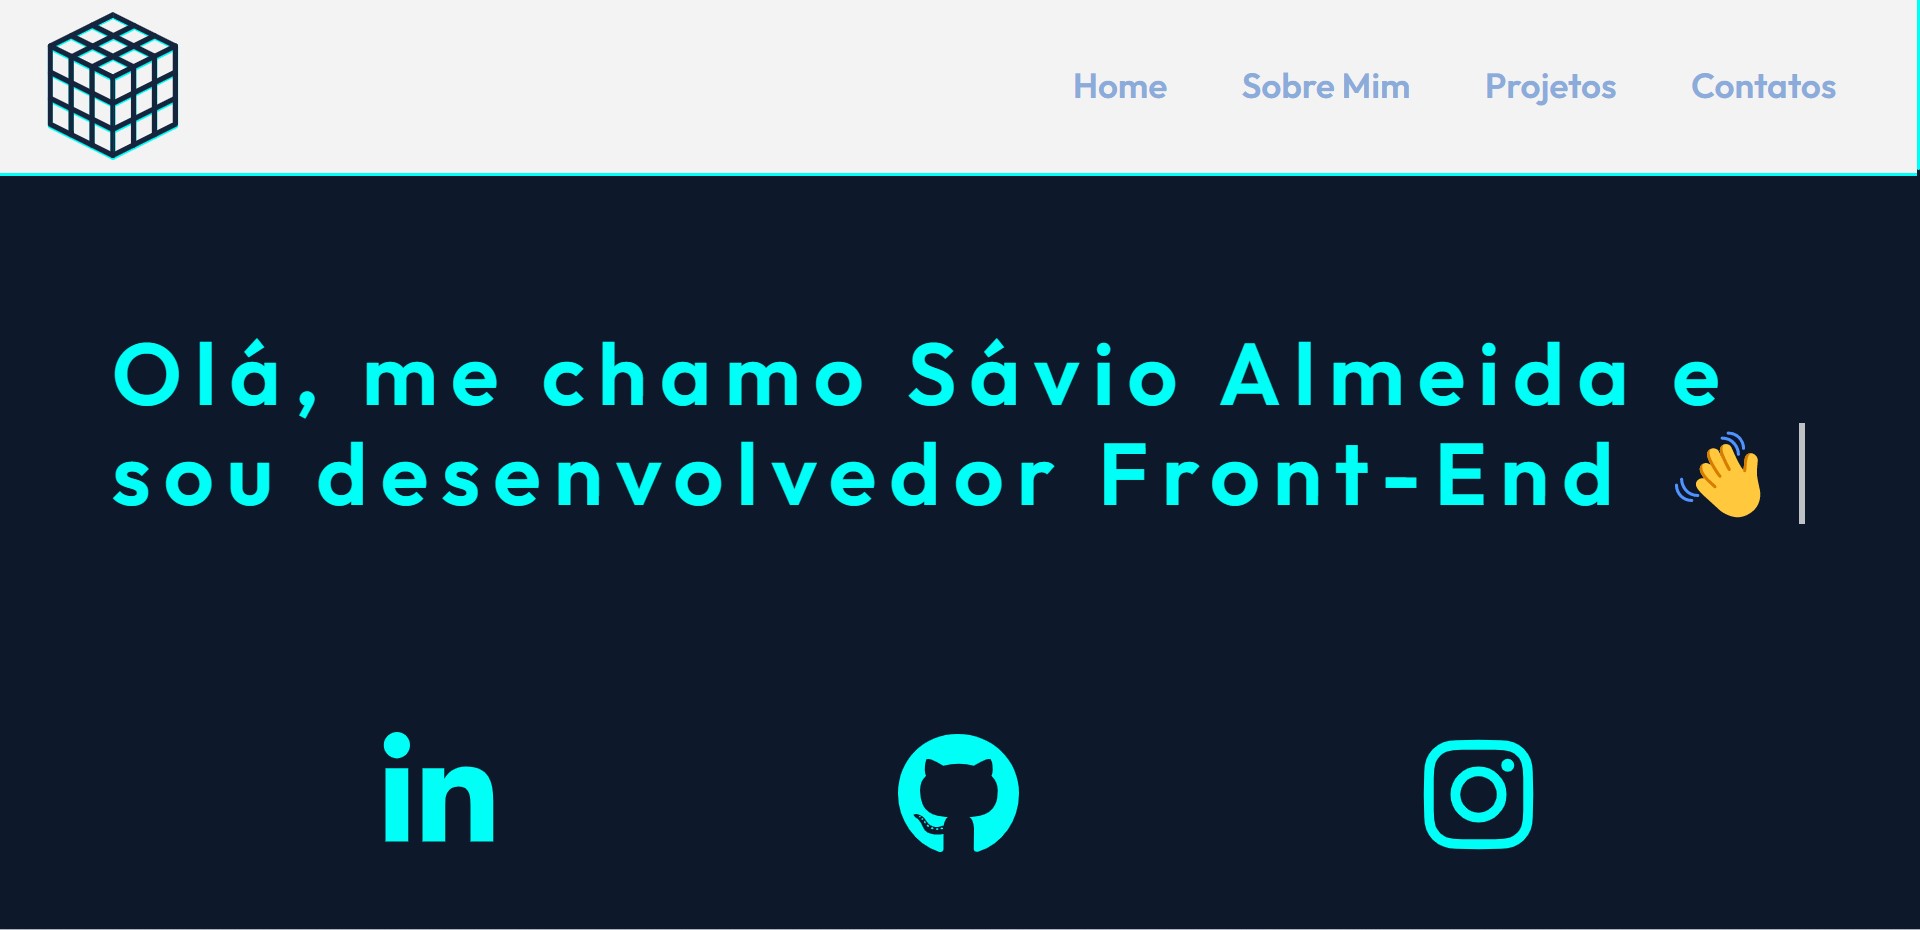 Home Sobre Mim Projetos Contatos
Olá, me chamo Sávio Almeida e
sou desenvolvedor Front-End 👋
in